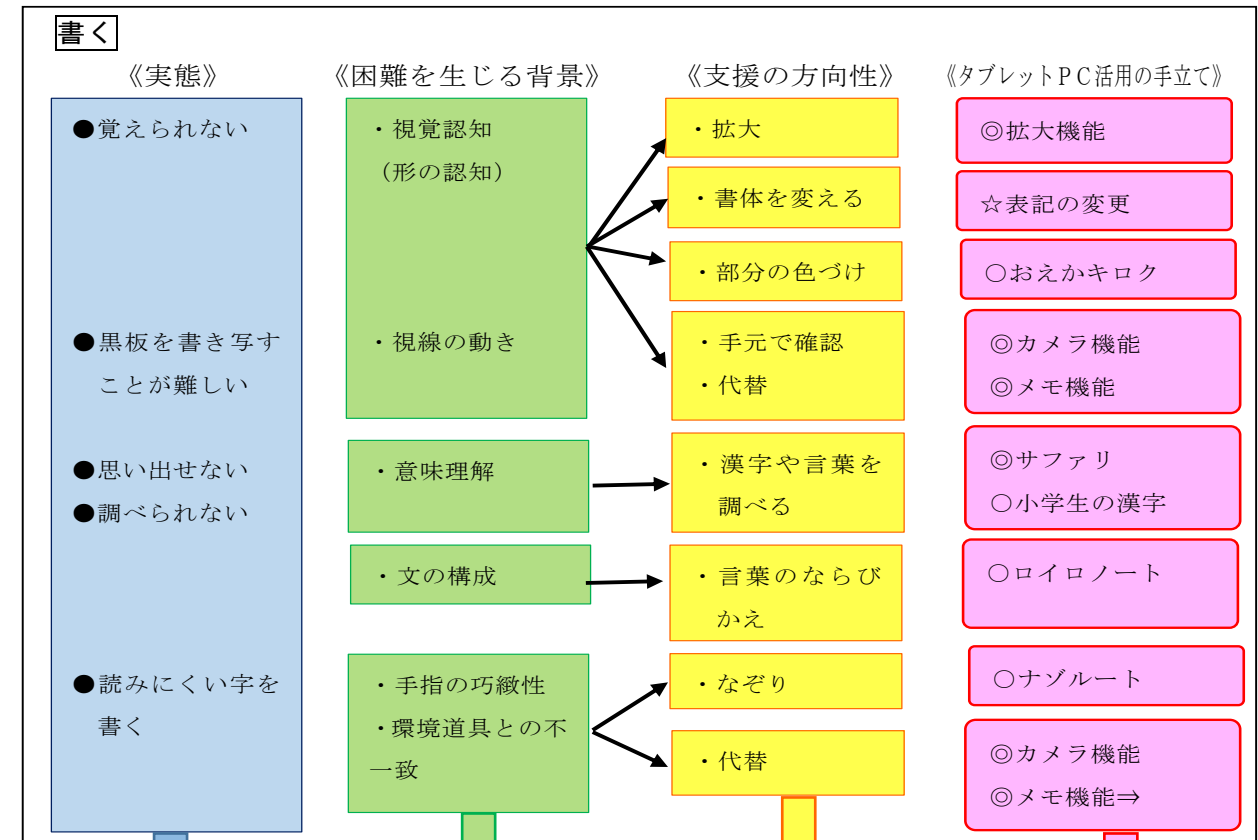 書く
《実態》
《困難を生じる背景》
《支援の方向性》
《タブレットPC活用の手立て》
●覚えられない
●黒板を書き写す
ことが難しい
●思い出せない
●調べられない
●読みにくい字を
書く
・視覚認知
（形の認知）
・視線の動き
・意味理解
・文の構成
・手指の巧緻性
・環境道具との不
一致
・拡大
・書体を変える
・部分の色づけ
・手元で確認
・代替
・漢字や言葉を
調べる
・言葉のならび
かえ
・なぞり
・代替
◎拡大機能
☆表記の変更
〇おえかキロク
◎カメラ機能
◎メモ機能
◎サファリ
〇小学生の漢字
〇ロイロノート
〇ナゾルート
◎カメラ機能
◎メモ機能⇒